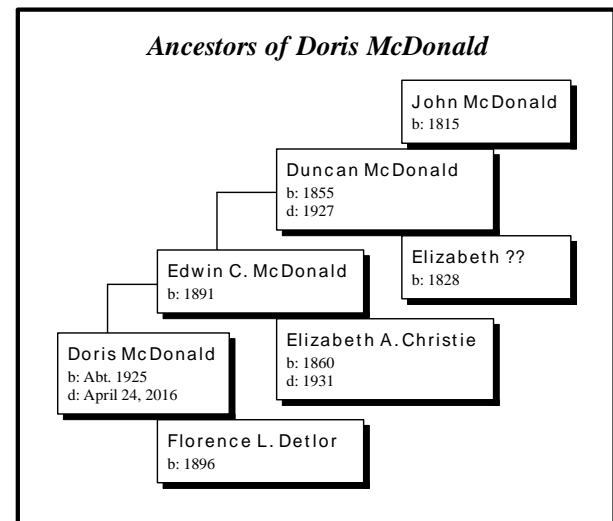 Ancestors of Doris McDonald
John McDonald
b: 1815
Duncan McDonald
b: 1855
d: 1927
Elizabeth ??
b: 1828
Edwin C. McDonald
b: 1891
Elizabeth A. Christie
b: 1860
d: 1931
Doris McDonald
b: Abt. 1925
d: April 24, 2016
Florence L. Detlor
b: 1896